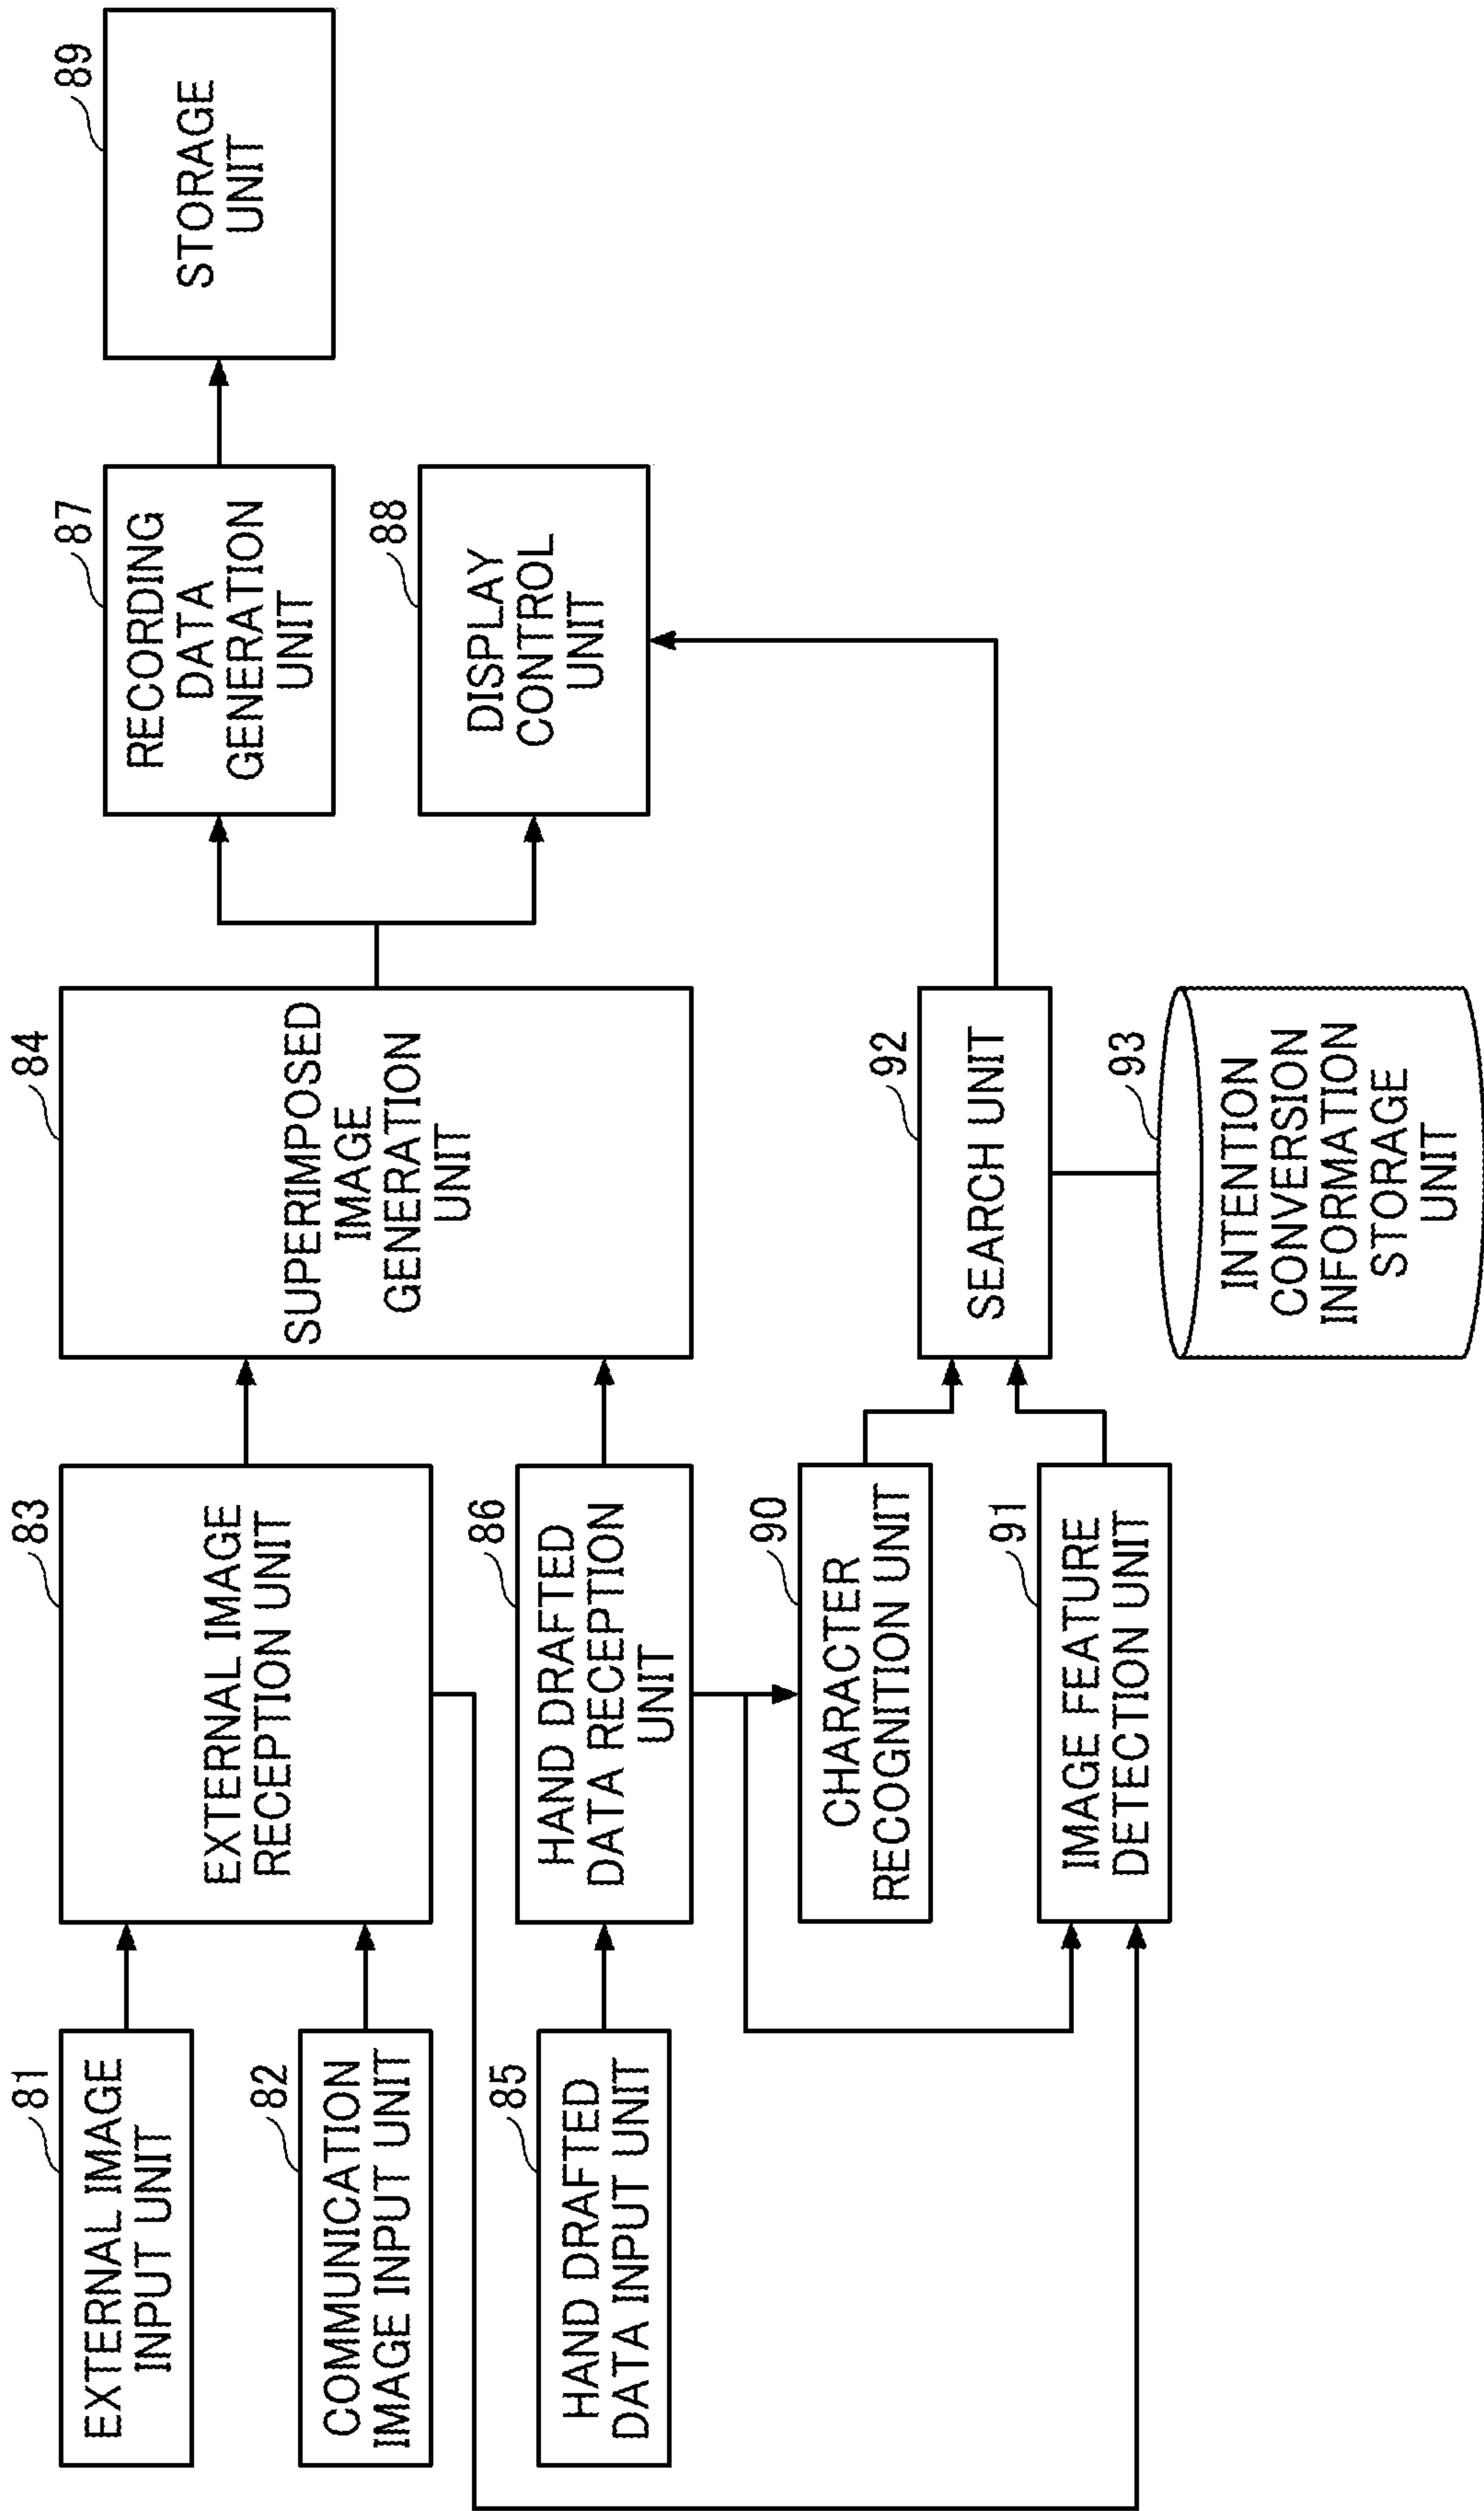 81
EXTERNAL IMAGE
INPUT UNIT
82
COMMUNICATION
IMAGE INPUT UNIT
85
HAND DRAFTED
DATA INPUT UNIT
83
EXTERNAL IMAGE
RECEPTION UNIT
86
HAND DRAFTED
DATA RECEPTION
UNIT
90
CHARACTER
RECOGNITION UNIT
91
IMAGE FEATURE
DETECTION UNIT
84
SUPERIMPOSED
IMAGE
GENERATION
UNIT
92
SEARCH UNIT
93
INTENTION
CONVERSION
INFORMATION
STORAGE
UNIT
87
RECORDING
DATA
GENERATION
UNIT
88
DISPLAY
CONTROL
UNIT
89
STORAGE
UNIT